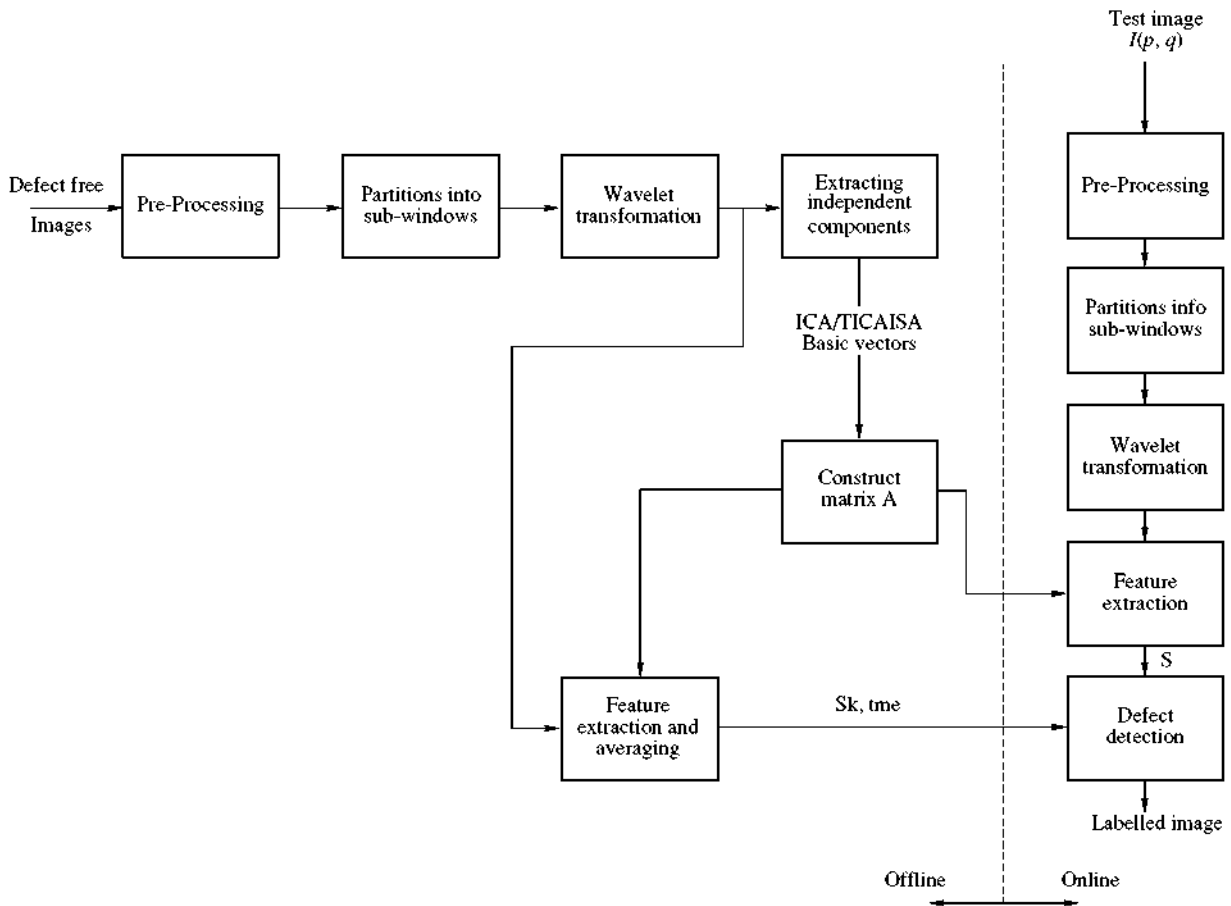 Test image
I(p, q)
Defect free
Images
Pre-Processing
Partitions into
sub-windows
Wavelet
transformation
Extracting
independent
components
ICA/TICAISA
Basic vectors
Construct
matrix A
Feature
extraction and
averaging
Sk, tme
Pre-Processing
Partitions info
sub-windows
Wavelet
transformation
Feature
extraction
S
Defect
detection
Labelled image
Offline
Online